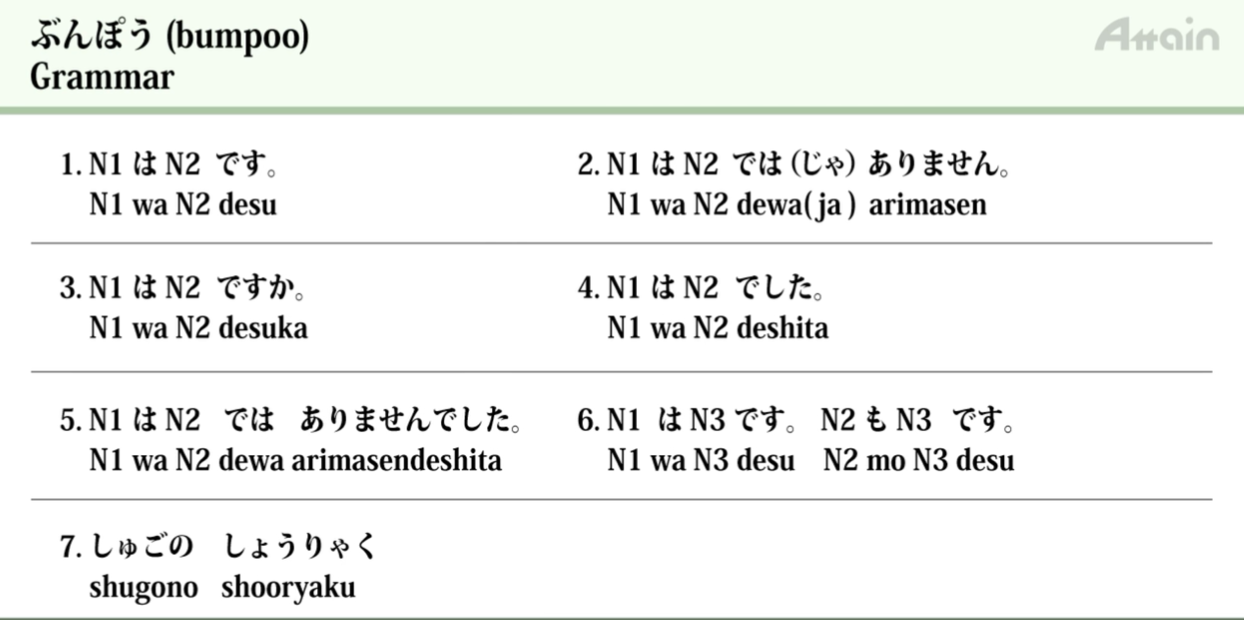 ぶんぽう (bumpoo)
Grammar
Attain
1. N1 は N2 です。
N1 wa N2 desu
2. N1 は N2 では (じゃ) ありません。
N1 wa N2 dewa( ja ) arimasen
3. N1 は N2 ですか。
N1 wa N2 desuka
4. N1 は N2 でした。
N1 wa N2 deshita
5. N1 は N2 では ありませんでした。
N1 wa N2 dewa arimasendeshita
6. N1 は N3 です。 N2 も N3 です。
N1 wa N3 desu N2 mo N3 desu
7. しゅごの しょうりゃく
shugono shooryaku